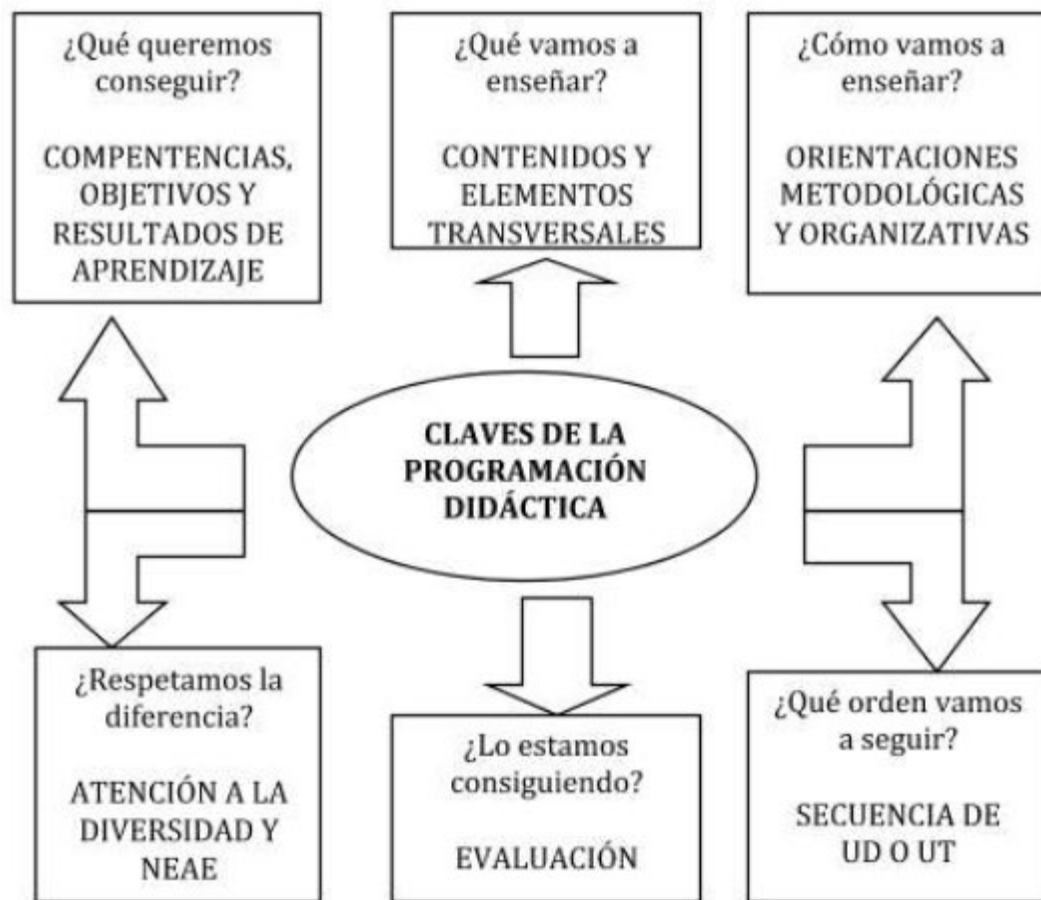 ¿Qué queremos
conseguir?
COMPENTENCIAS,
OBJETIVOS Y
RESULTADOS DE
APRENDIZAJE
¿Qué vamos a
enseñar?
CONTENIDOS Y
ELEMENTOS
TRANSVERSALES
¿Cómo vamos a
enseñar?
ORIENTACIONES
METODOLÓGICAS
Y ORGANIZATIVAS
CLAVES DE LA
PROGRAMACIÓN
DIDÁCTICA
¿Respetamos la
diferencia?
ATENCIÓN A LA
DIVERSIDAD Y
NEAE
¿Lo estamos
consiguiendo?
EVALUACIÓN
¿Qué orden vamos
a seguir?
SECUENCIA DE
UD O UT